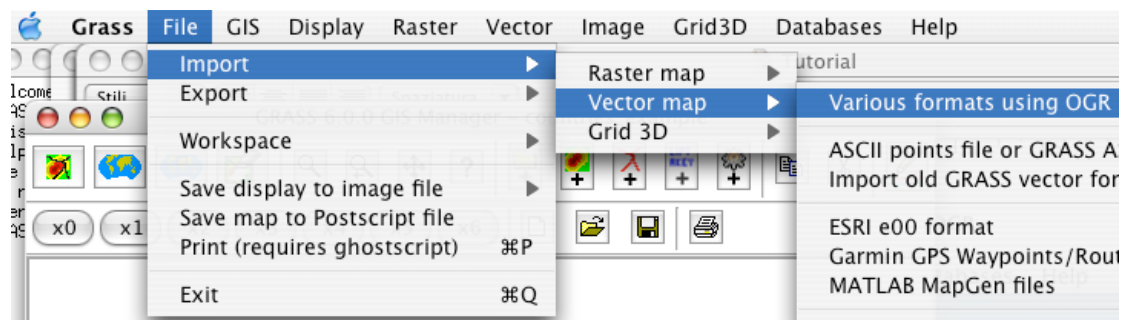 Grass File GIS Display Raster Vector Image Grid3D Databases Help
Import
Export
Workspace
Save display to image file
Save map to Postscript file
Print (requires ghostscript) ⌘P
Exit ⌘Q
Raster map
Vector map
Grid 3D
Various formats using OGR
ASCII points file or GRASS A
Import old GRASS vector for
ESRI e00 format
Garmin GPS Waypoints/Rout
MATLAB MapGen files
utorial
lcome
Stili
GRASS 6.0.0 GIS Manager
x0 x1